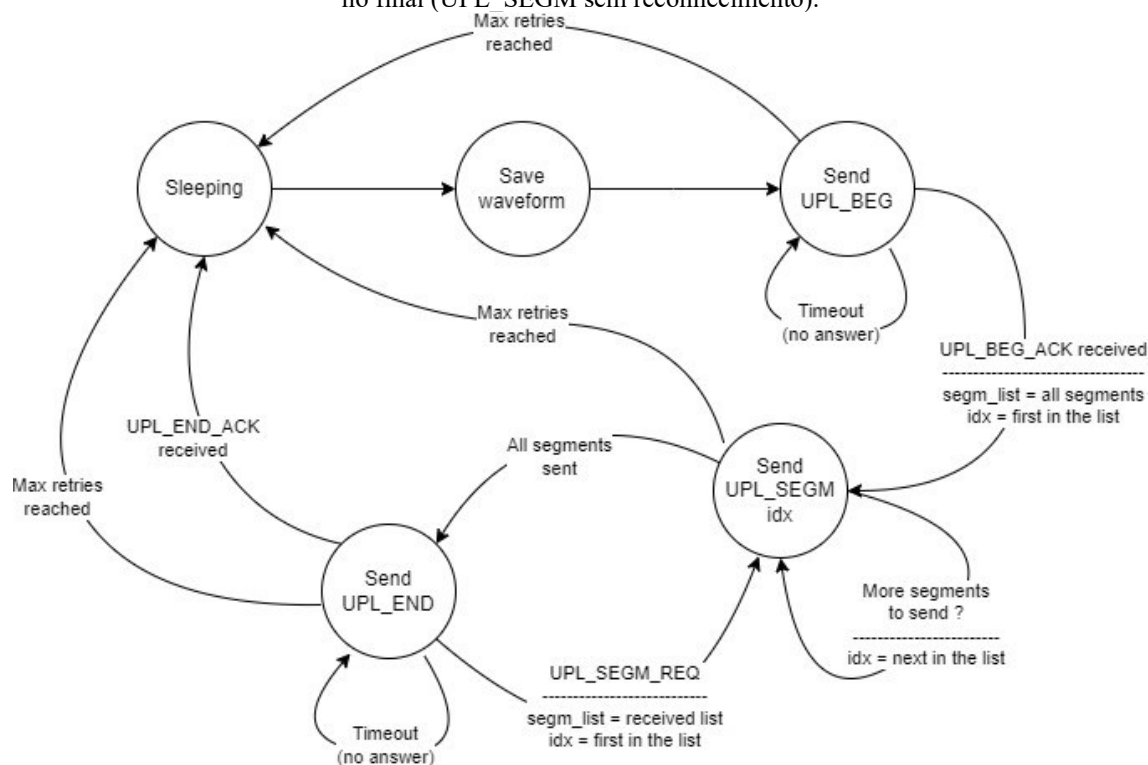 no final (UPL_SEGM sem reconhecimento).
Max retries
reached
Sleeping
Save
waveform
Send
UPL_BEG
Timeout
(no answer)
Max retries
reached
UPL_BEG_ACK received
----------------------------------
segm_list = all segments
idx = first in the list
UPL_END_ACK
received
All segments
sent
Send
UPL_SEGM
idx
Max retries
reached
Send
UPL_END
More segments
to send ?
-------------------------
idx = next in the list
UPL_SEGM_REQ
----------------------------
segm_list = received list
idx = first in the list
Timeout
(no answer)